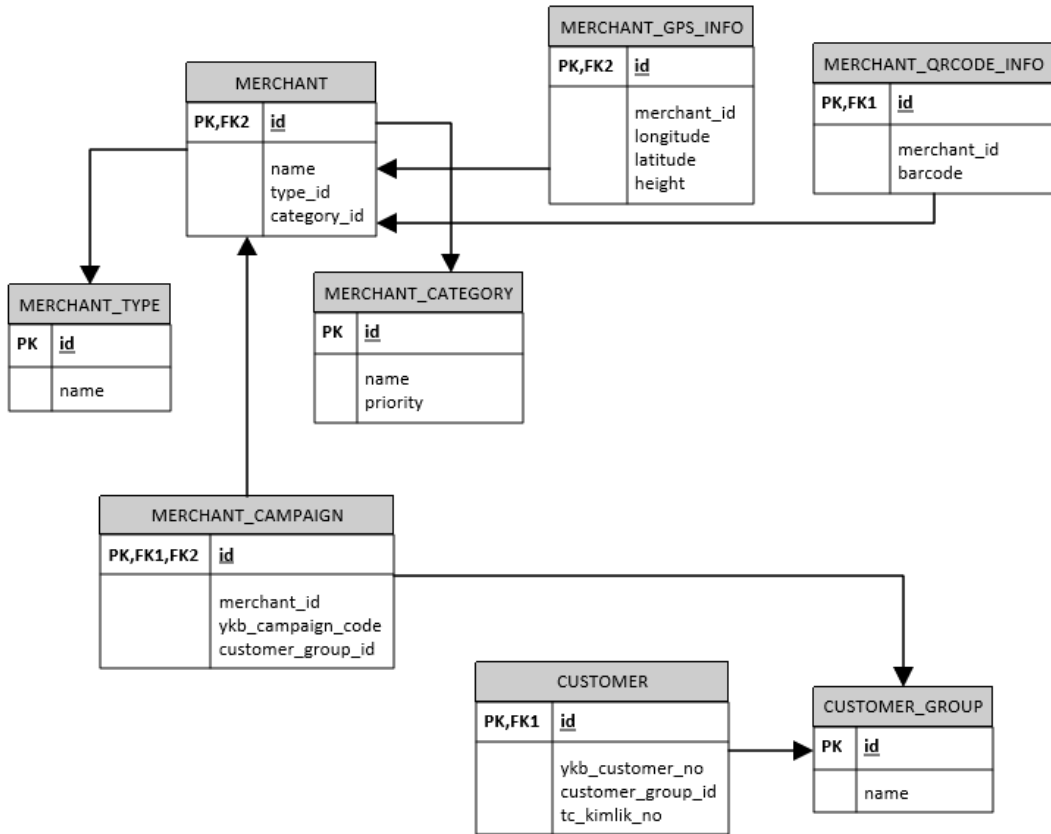 MERCHANT_GPS_INFO
PK,FK2 id
merchant_id
longitude
latitude
height
MERCHANT_QRCODE_INFO
PK,FK1 id
merchant_id
barcode
MERCHANT
PK,FK2 id
name
type_id
category_id
MERCHANT_TYPE
PK id
name
MERCHANT_CATEGORY
PK id
name
priority
MERCHANT_CAMPAIGN
PK,FK1,FK2 id
merchant_id
ykb_campaign_code
customer_group_id
CUSTOMER
PK,FK1 id
ykb_customer_no
customer_group_id
tc_kimlik_no
CUSTOMER_GROUP
PK id
name